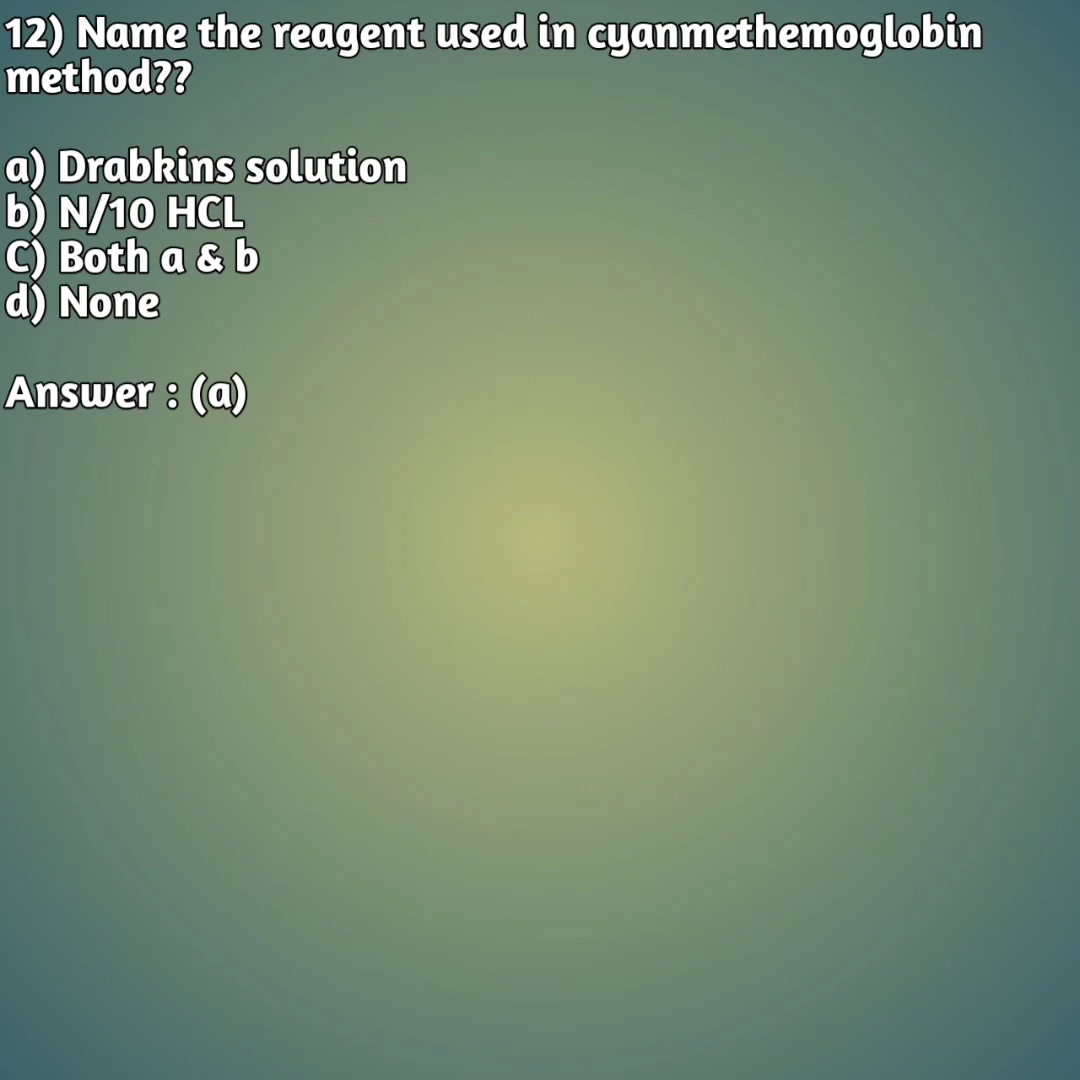 12) Name the reagent used in cyanmethemoglobin
method??
a) Drabkins solution
b) N/10 HCL
C) Both a & b
d) None
Answer : (a)